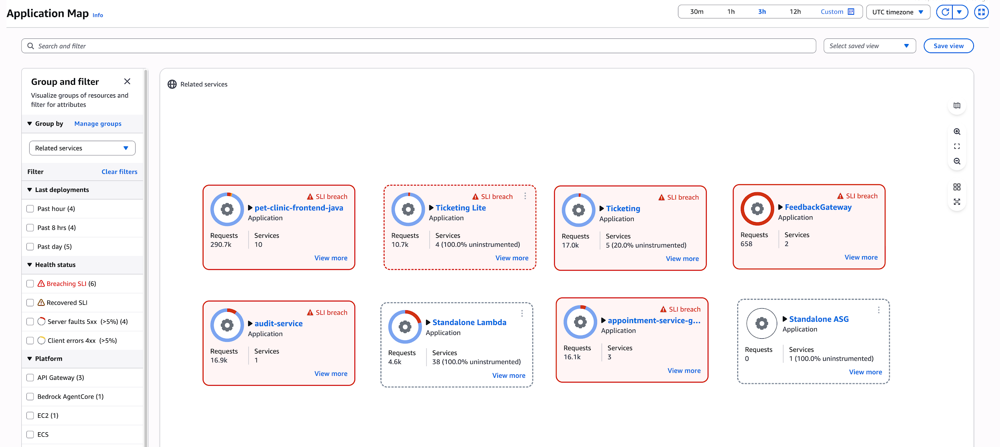 Application Map Info
30m 1h 3h 12h Custom UTC timezone
Search and filter
Select saved view
Save view
Group and filter
Visualize groups of resources and
filter for attributes
Group by Manage groups
Related services
Filter Clear filters
Last deployments
Past hour (4)
Past 8 hrs (4)
Past day (5)
Health status
Breaching SLI (6)
Recovered SLI
Server faults 5xx (>5%) (4)
Client errors 4xx (>5%)
Platform
API Gateway (3)
Bedrock AgentCore (1)
EC2 (1)
ECS
Related services
SLI breach
pet-clinic-frontend-java
Application
Requests Services
290.7k 10
View more
SLI breach
Ticketing Lite
Application
Requests Services
10.7k 4 (100.0% uninstrumented)
View more
SLI breach
Ticketing
Application
Requests Services
17.0k 5 (20.0% uninstrumented)
View more
SLI breach
FeedbackGateway
Application
Requests Services
658 2
View more
SLI breach
audit-service
Application
Requests Services
16.9k 1
View more
Standalone Lambda
Application
Requests Services
4.6k 38 (100.0% uninstrumented)
View more
SLI breach
appointment-service-g...
Application
Requests Services
16.1k 3
View more
Standalone ASG
Application
Requests Services
0 1 (100.0% uninstrumented)
View more